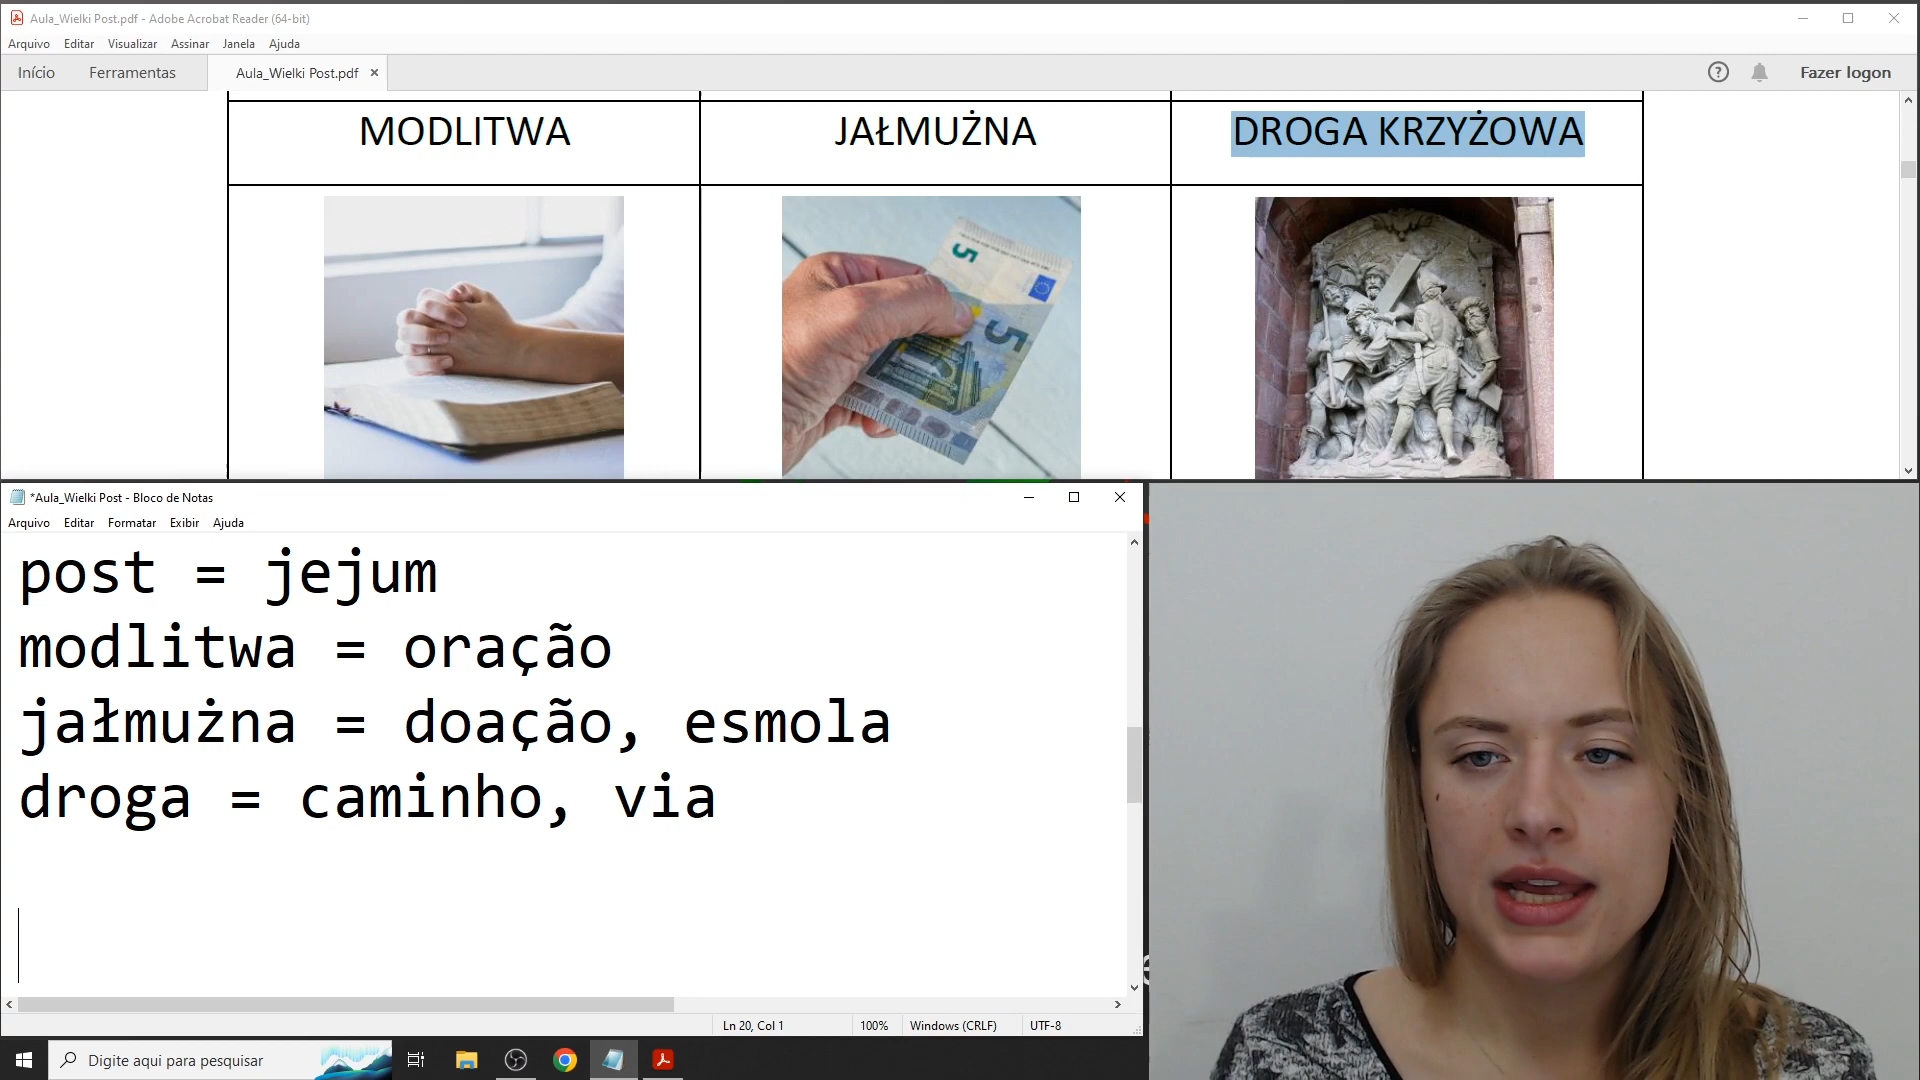 Aula_Wielki Post.pdf - Adobe Acrobat Reader (64-bit)
Arquivo Editar Visualizar Assinar Janela Ajuda
Início Ferramentas Aula_Wielki Post.pdf Fazer logon
MODLITWA JAŁMUŻNA DROGA KRZYŻOWA
5
5
*Aula_Wielki Post - Bloco de Notas
Arquivo Editar Formatar Exibir Ajuda
post = jejum
modlitwa = oração
jałmużna = doação, esmola
droga = caminho, via
Ln 20, Col 1 100% Windows (CRLF) UTF-8
Digite aqui para pesquisar